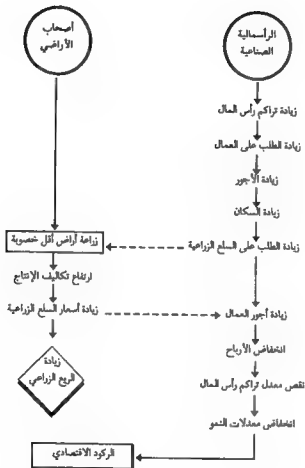 الرأسمالية
الصناعية
أصحاب
الأراضي
زيادة تراكم رأس المال
زيادة الطلب على العمال
زيادة الأجور
زيادة السكان
زيادة الطلب على السلع الزراعية
زراعة أراض أقل خصوبة
ارتفاع تكاليف الإنتاج
زيادة أسعار السلع الزراعية
زيادة أجور العمال
انخفاض الأرباح
زيادة
الريع الزراعي
نقص معدل تراكم رأس المال
انخفاض معدلات النمو
الركود الاقتصادي